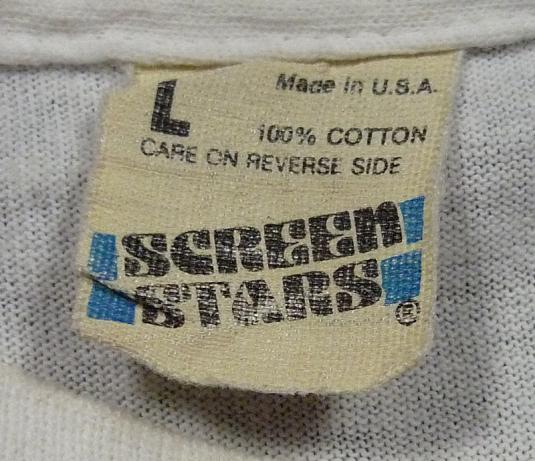 L
Made in U.S.A.
100% COTTON
CARE ON REVERSE SIDE
SCREEN
STARS
®